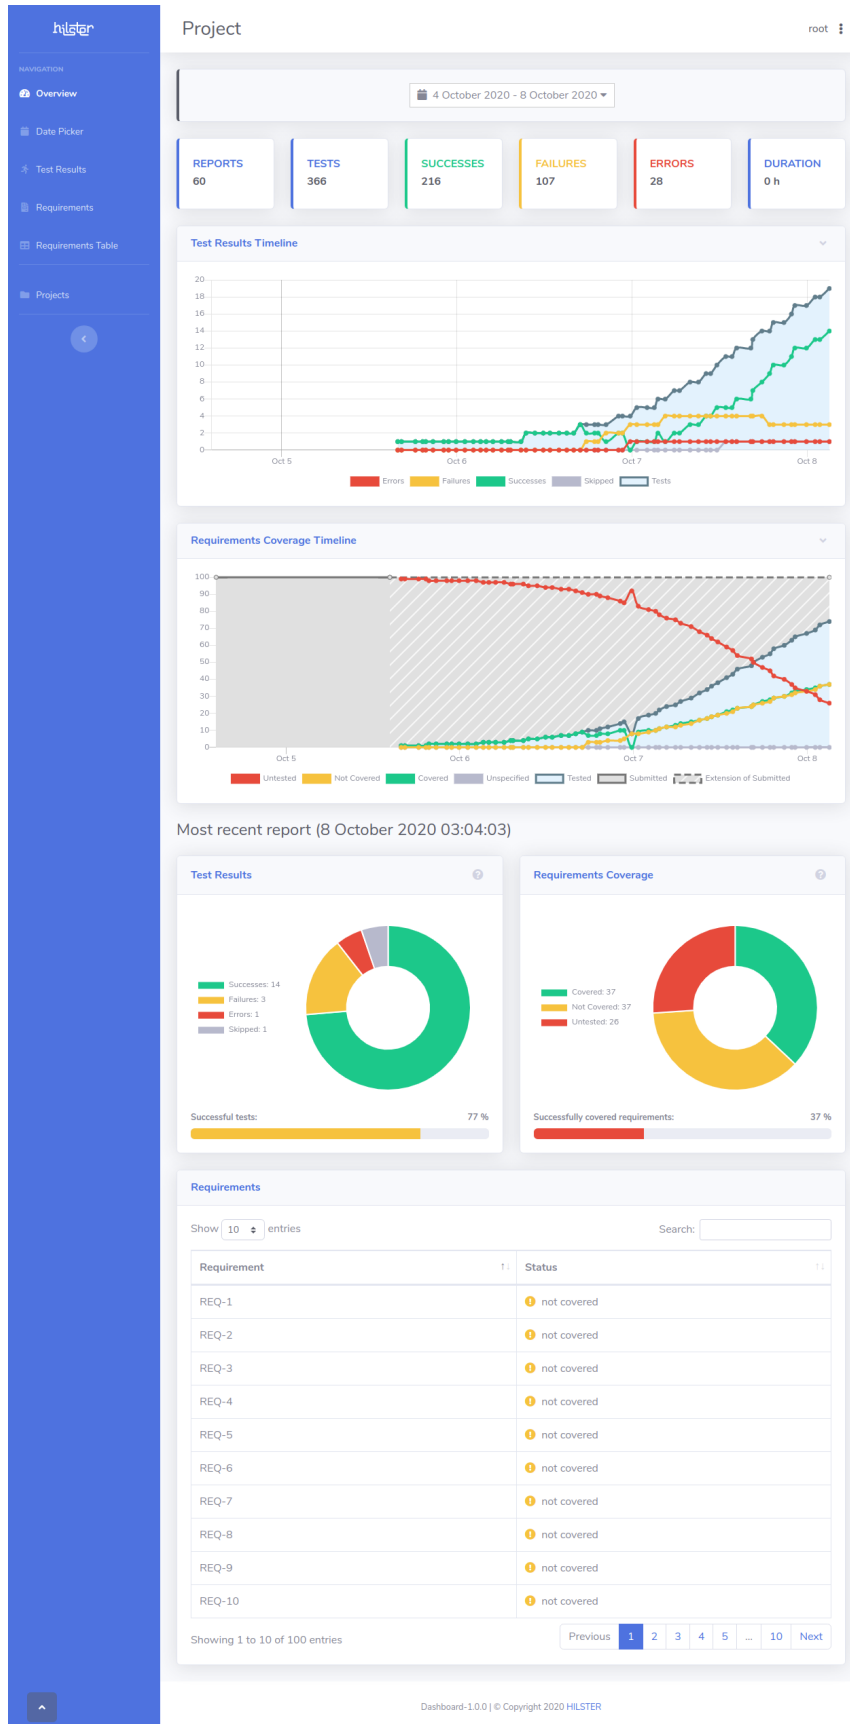 hilster
Project
root
NAVIGATION
Overview
Date Picker
Test Results
Requirements
Requirements Table
Projects
4 October 2020 - 8 October 2020
REPORTS
60
TESTS
366
SUCCESSES
216
FAILURES
107
ERRORS
28
DURATION
0 h
Test Results Timeline
20
18
16
14
12
10
8
6
4
2
0
Oct 5 Oct 6 Oct 7 Oct 8
Errors Failures Successes Skipped Tests
Requirements Coverage Timeline
100
90
80
70
60
50
40
30
20
10
0
Oct 5 Oct 6 Oct 7 Oct 8
Untested Not Covered Covered Unspecified Tested Submitted Extension of Submitted
Most recent report (8 October 2020 03:04:03)
Test Results
Successes: 14
Failures: 3
Errors: 1
Skipped: 1
Successful tests: 77 %
Requirements Coverage
Covered: 37
Not Covered: 37
Untested: 26
Successfully covered requirements: 37 %
Requirements
Show 10 entries
Search:
Requirement Status
REQ-1 not covered
REQ-2 not covered
REQ-3 not covered
REQ-4 not covered
REQ-5 not covered
REQ-6 not covered
REQ-7 not covered
REQ-8 not covered
REQ-9 not covered
REQ-10 not covered
Showing 1 to 10 of 100 entries
Previous 1 2 3 4 5 ... 10 Next
Dashboard-1.0.0 | © Copyright 2020 HILSTER